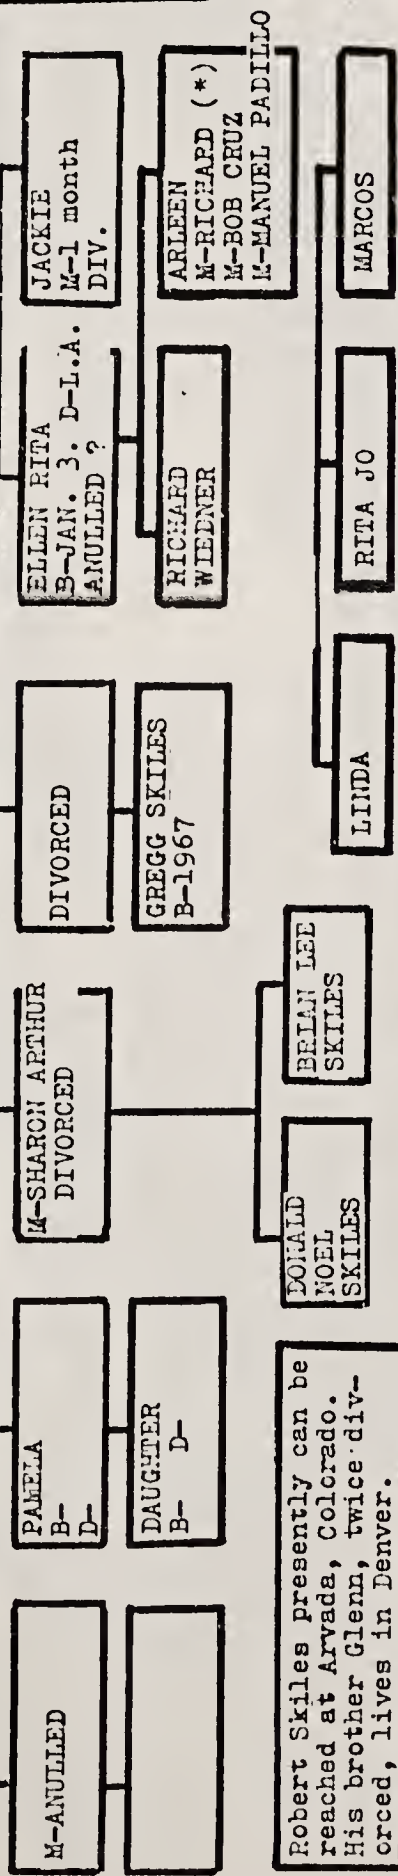 M-ANULLED
PAMELA
B-
D-
M-SHARON ARTHUR
DIVORCED
DIVORCED
ELLEN RITA
B-JAN. 3. D-L.A.
ANULLED ?
JACKIE
M-1 month
DIV.
DAUGHTER
B- D-
GREGG SKILES
B-1967
RICHARD
WIEDNER
ARLEEN
M-RICHARD (*)
M-BOB CRUZ
M-MANUEL PADILLO
DONALD
NOEL
SKILES
BRIAN LEE
SKILES
LINDA
RITA JO
MARCOS
Robert Skiles presently can be
reached at Arvada, Colorado.
His brother Glenn, twice div-
orced, lives in Denver.